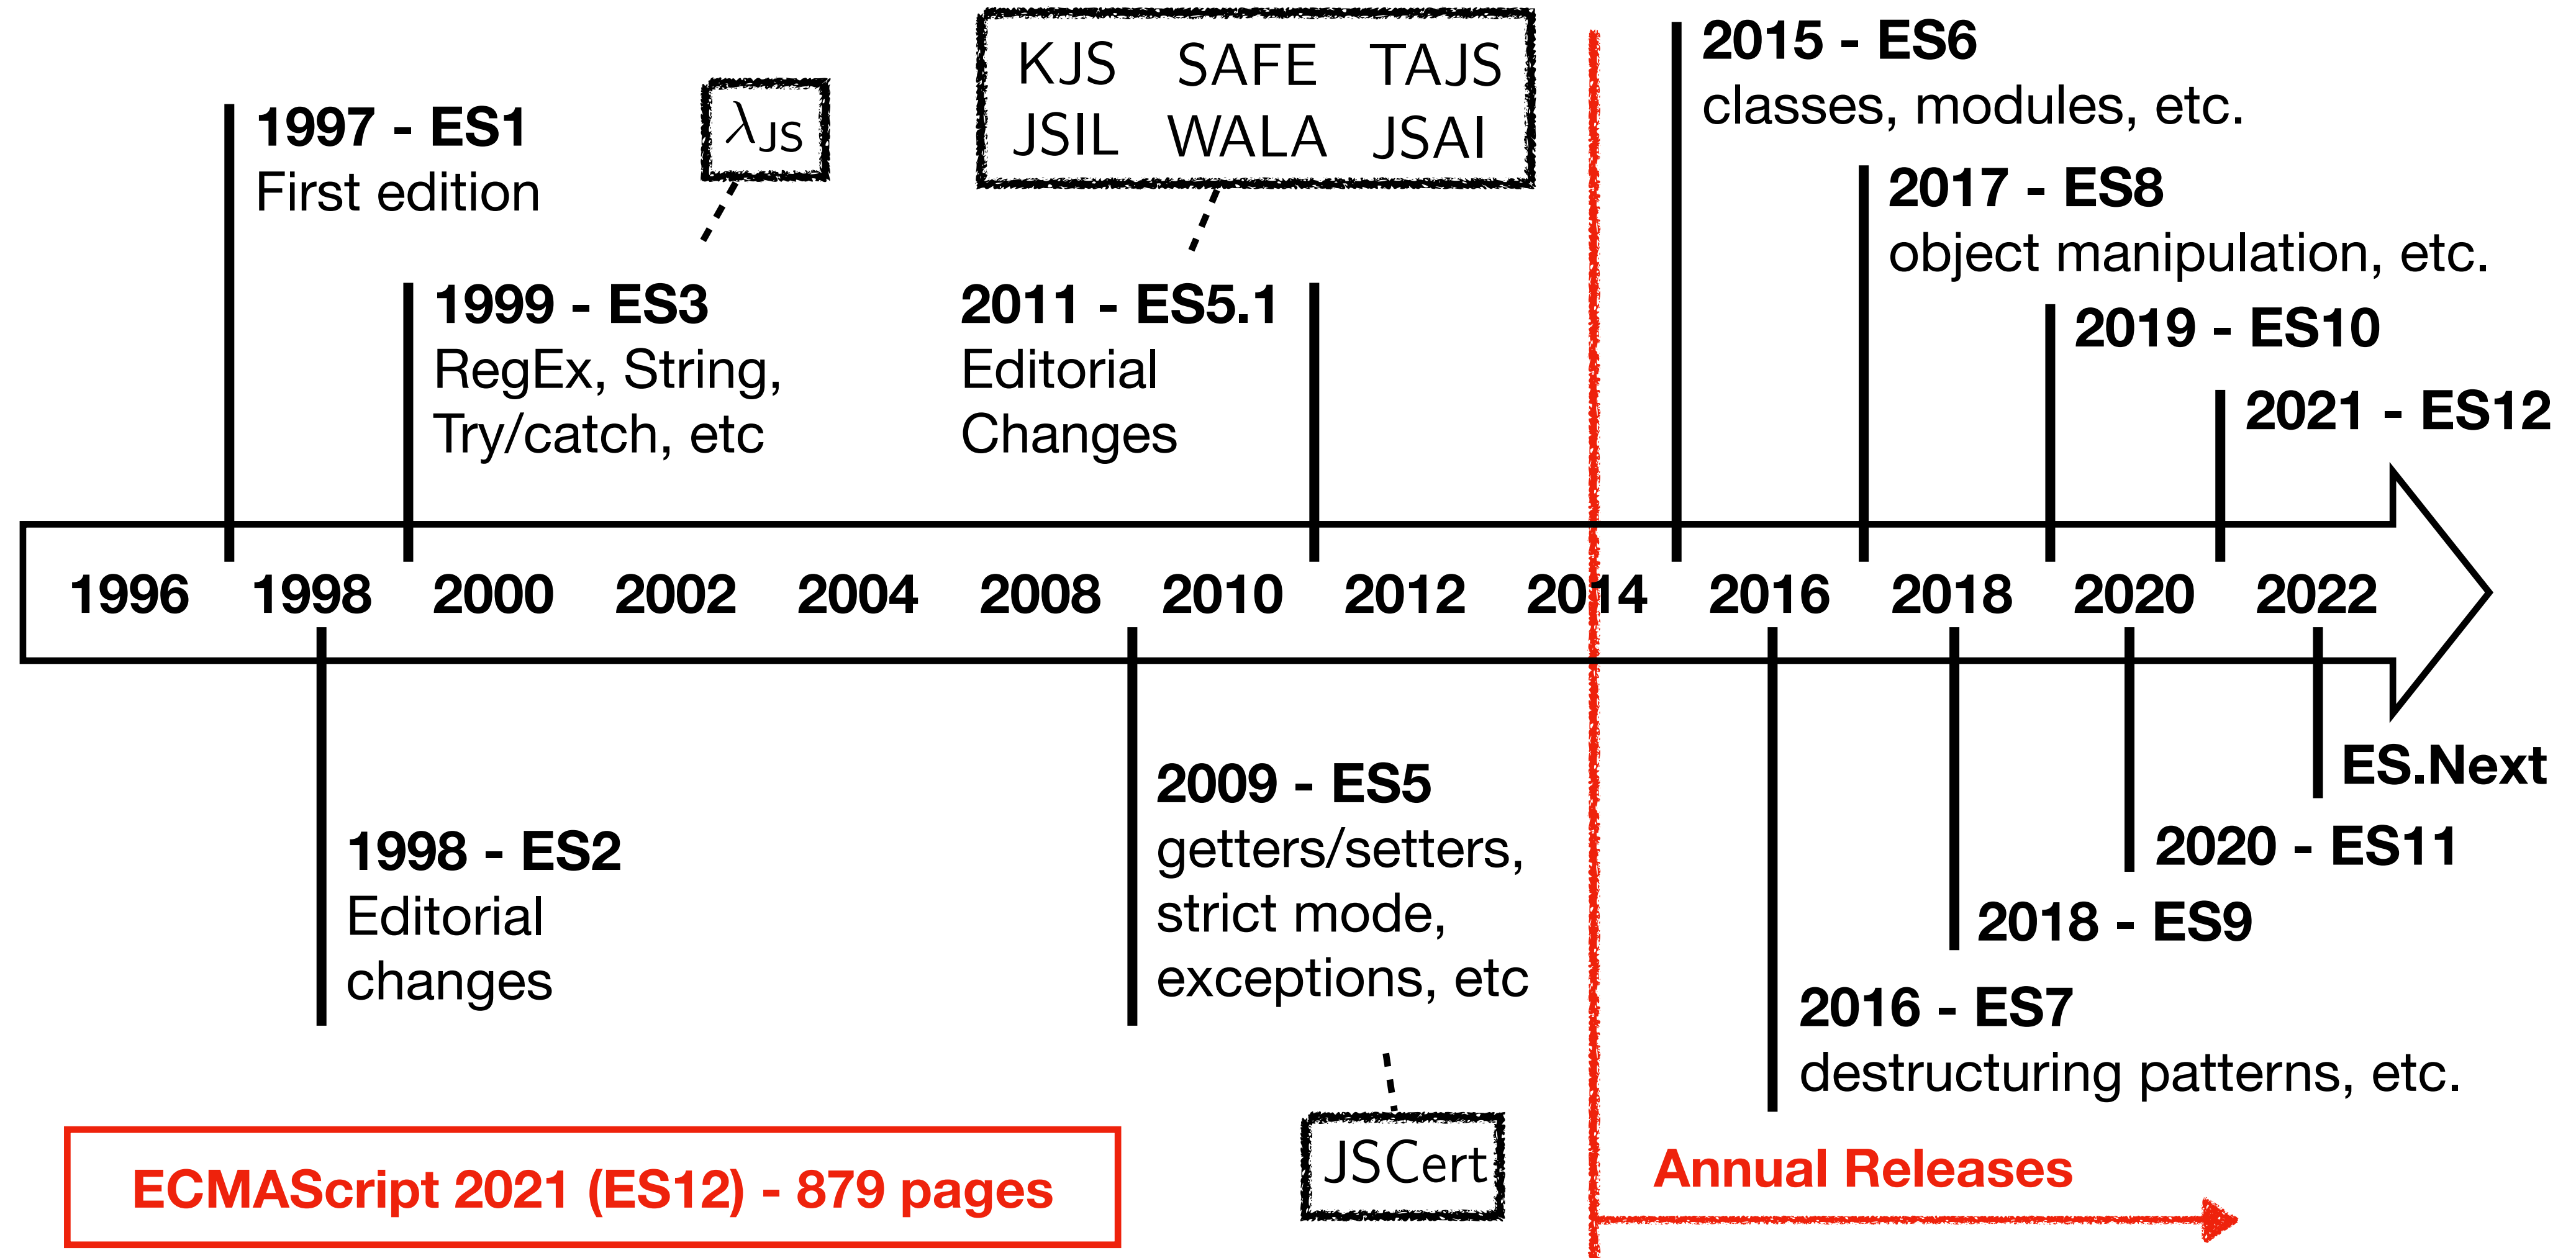 KJS SAFE TAJS
JSIL WALA JSAI
λJS
1997 - ES1
First edition
1999 - ES3
RegEx, String,
Try/catch, etc
2011 - ES5.1
Editorial
Changes
2015 - ES6
classes, modules, etc.
2017 - ES8
object manipulation, etc.
2019 - ES10
2021 - ES12
1996 1998 2000 2002 2004 2008 2010 2012 2014 2016 2018 2020 2022
1998 - ES2
Editorial
changes
2009 - ES5
getters/setters,
strict mode,
exceptions, etc
JSCert
ES.Next
2020 - ES11
2018 - ES9
2016 - ES7
destructuring patterns, etc.
Annual Releases
ECMAScript 2021 (ES12) - 879 pages